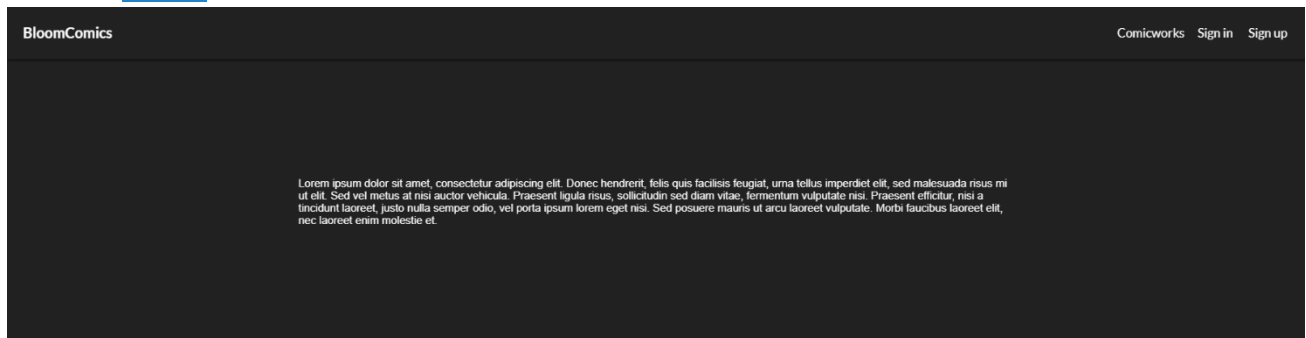 BloomComics
Comicworks Sign in Sign up
Lorem ipsum dolor sit amet, consectetur adipiscing elit. Donec hendrerit, felis quis facilisis feugiat, urna tellus imperdiet elit, sed malesuada risus mi
ut elit. Sed vel metus at nisi auctor vehicula. Praesent ligula risus, sollicitudin sed diam vitae, fermentum vulputate nisi. Praesent efficitur, nisi a
tincidunt laoreet, justo nulla semper odio, vel porta ipsum lorem eget nisi. Sed posuere mauris ut arcu laoreet vulputate. Morbi faucibus laoreet elit,
nec laoreet enim molestie et.